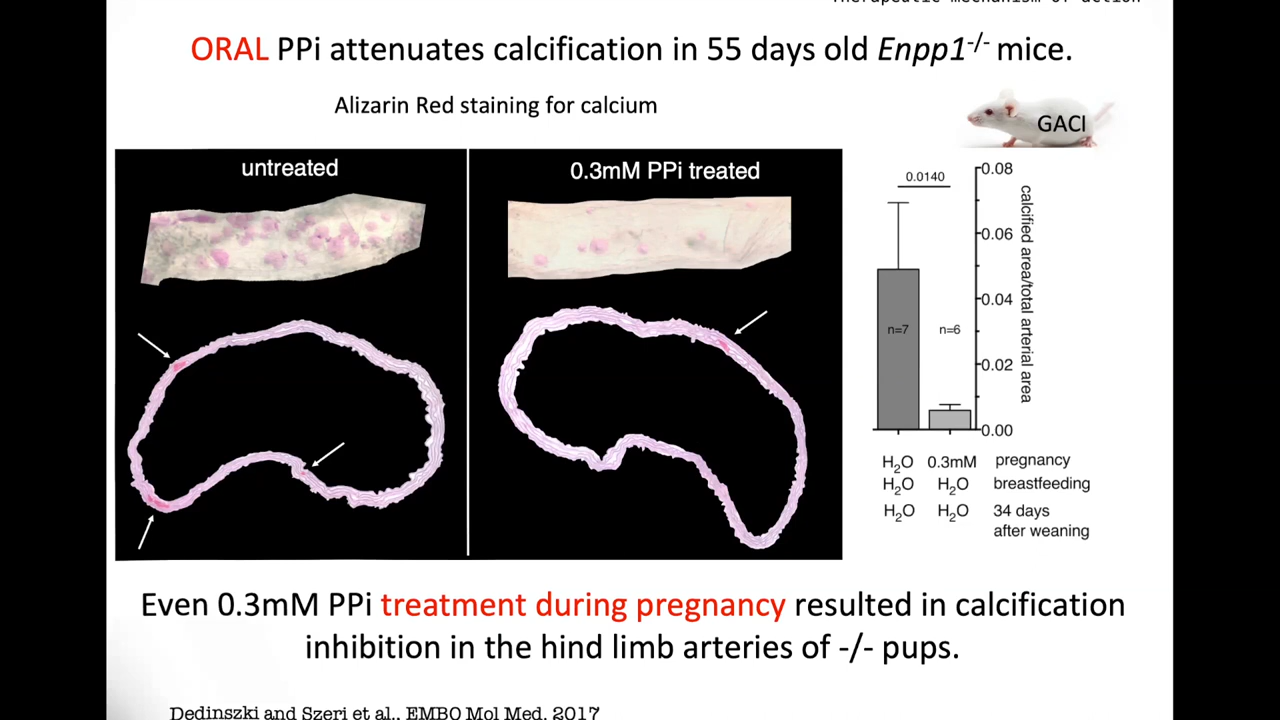 Therapeutic mechanism of action
ORAL PPi attenuates calcification in 55 days old Enpp1-/- mice.
Alizarin Red staining for calcium
GACI
untreated
0.3mM PPi treated
0.0140
0.08
0.06
0.04
0.02
0.00
calcified area/total arterial area
n=7
n=6
H2O 0.3mM pregnancy
H2O H2O breastfeeding
H2O H2O 34 days
after weaning
Even 0.3mM PPi treatment during pregnancy resulted in calcification
inhibition in the hind limb arteries of -/- pups.
Dedinszki and Szeri et al., EMBO Mol Med. 2017